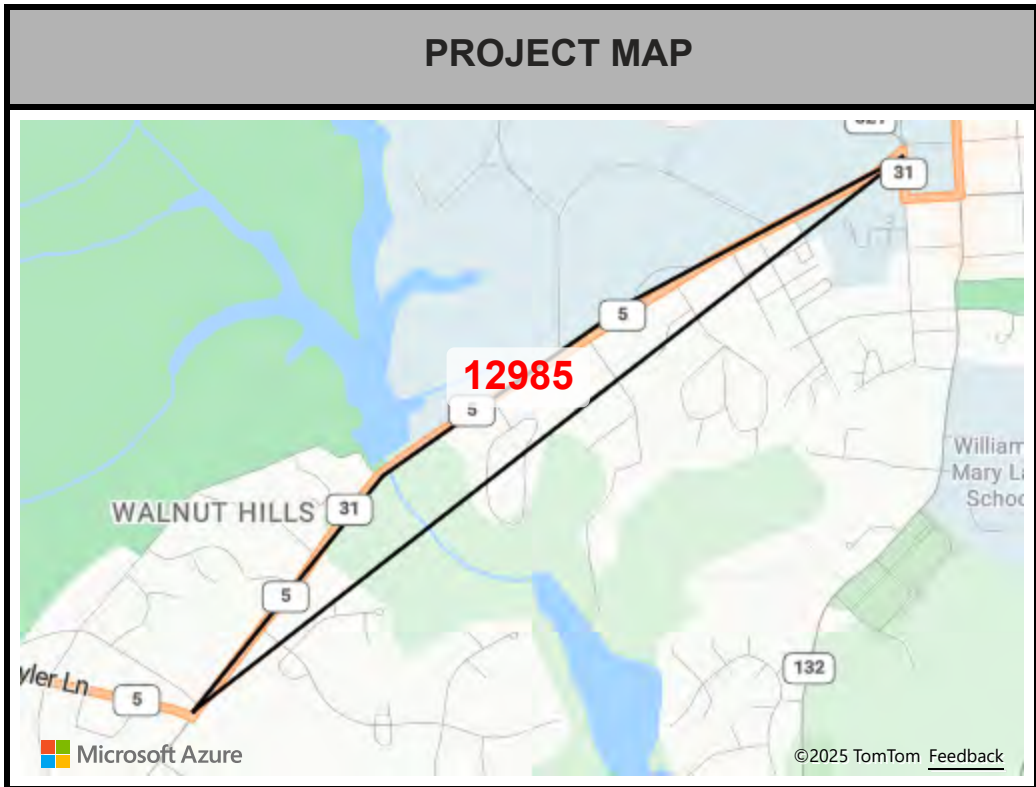 PROJECT MAP
31
5
12985
5
William
Mary La
School
WALNUT HILLS
31
5
132
yler Ln
5
Microsoft Azure
©2025 TomTom Feedback